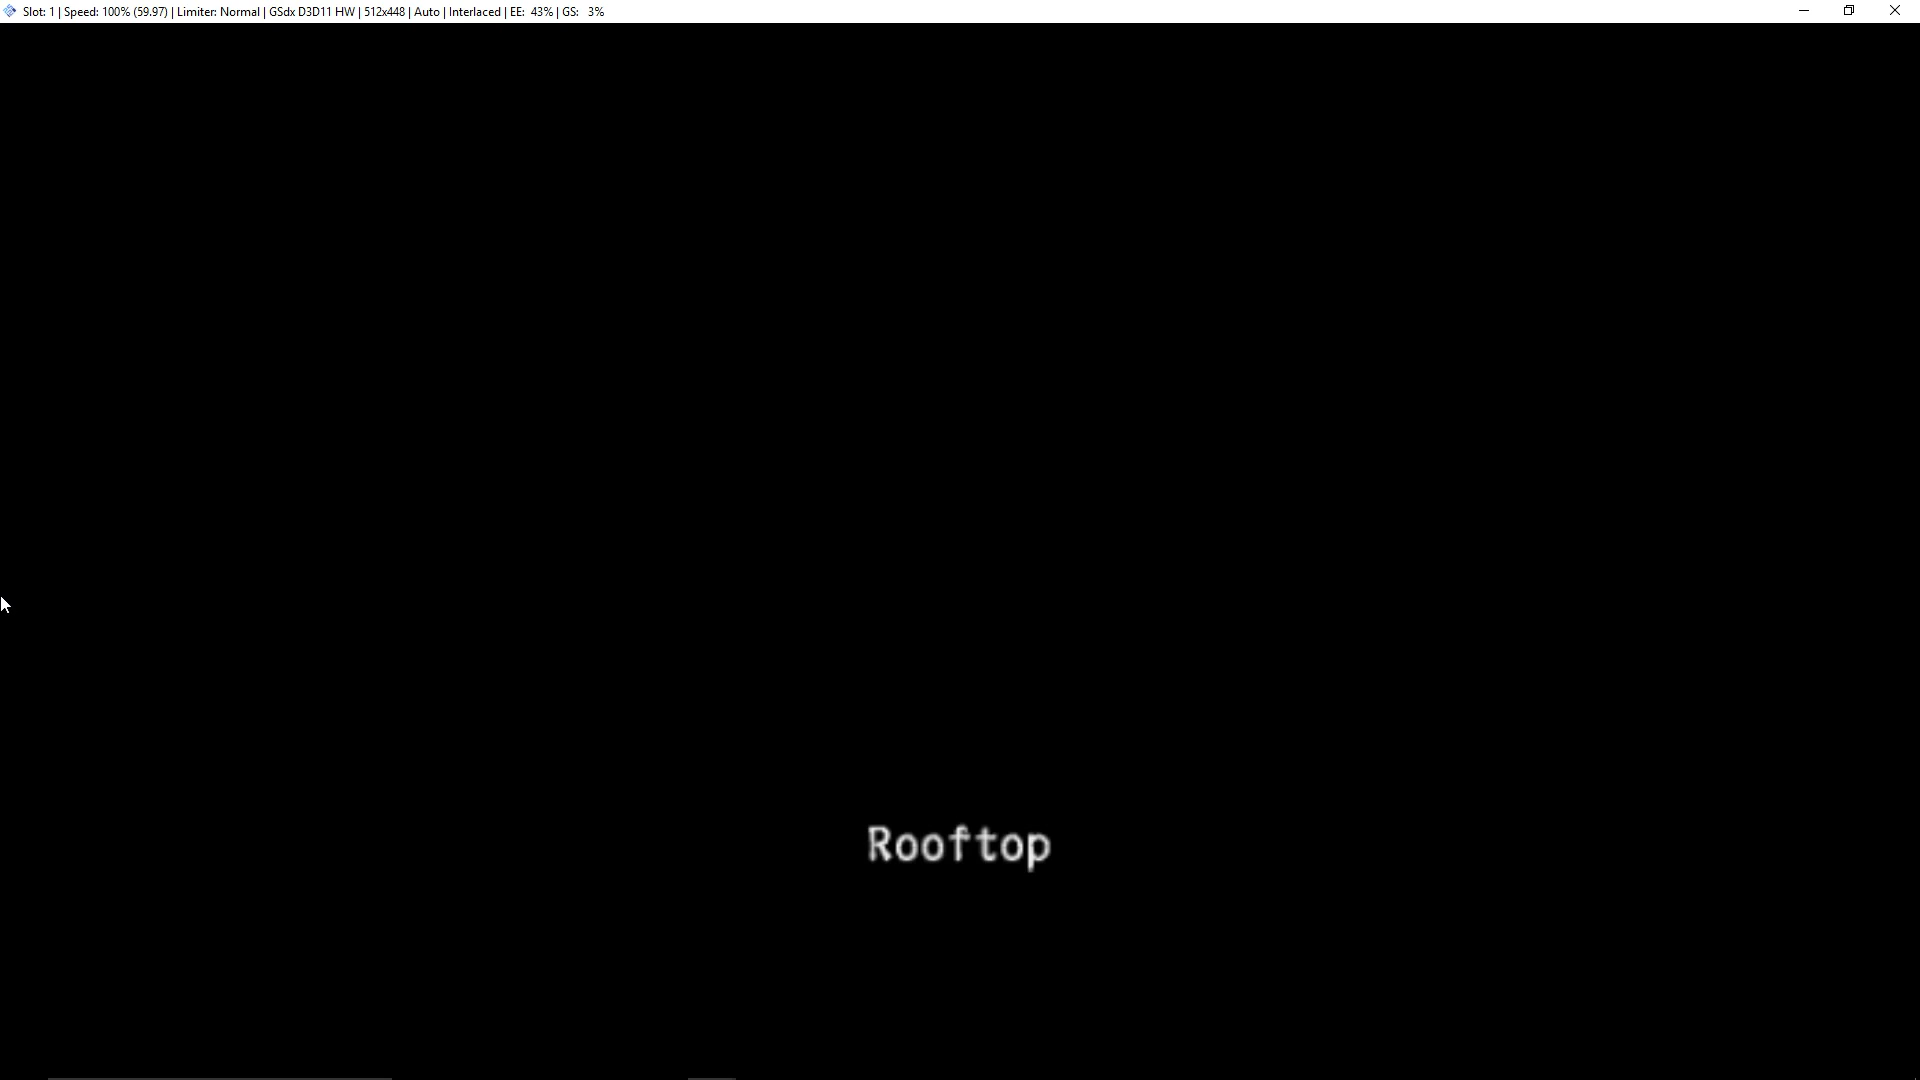 Slot: 1 | Speed: 100% (59.97) | Limiter: Normal | GSdx D3D11 HW | 512x448 | Auto | Interlaced | EE: 43% | GS: 3%
Rooftop